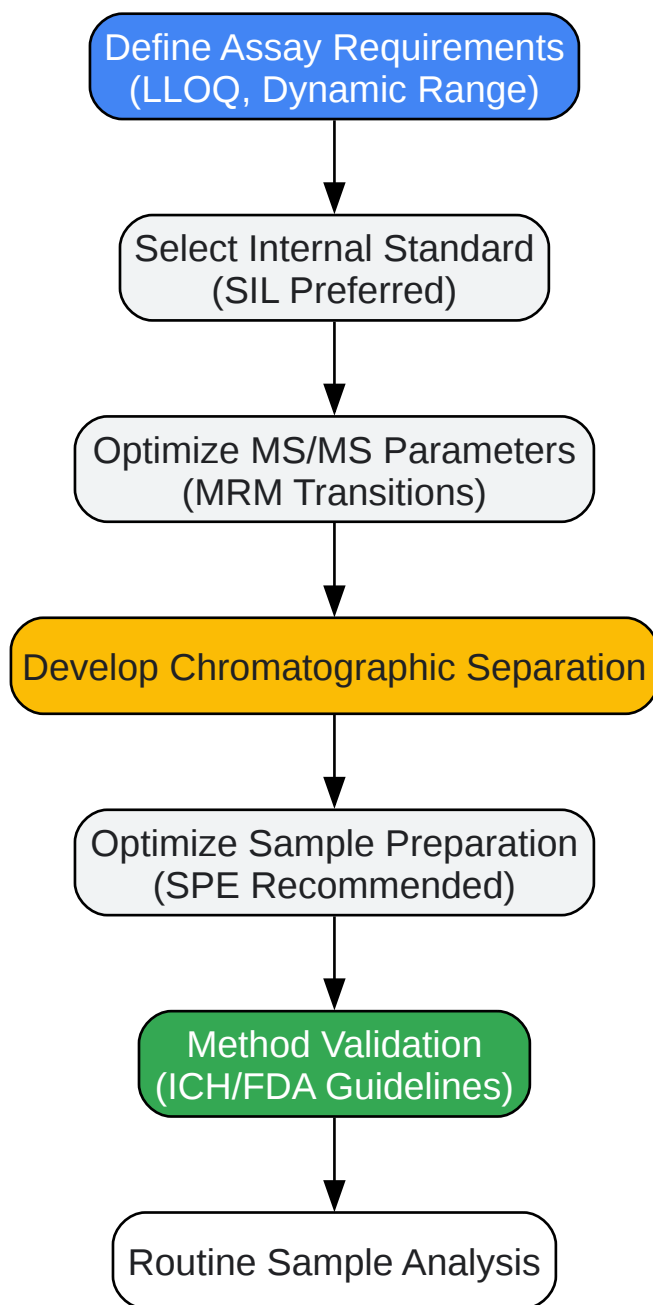 Define Assay Requirements
(LLOQ, Dynamic Range)
Select Internal Standard
(SIL Preferred)
Optimize MS/MS Parameters
(MRM Transitions)
Develop Chromatographic Separation
Optimize Sample Preparation
(SPE Recommended)
Method Validation
(ICH/FDA Guidelines)
Routine Sample Analysis